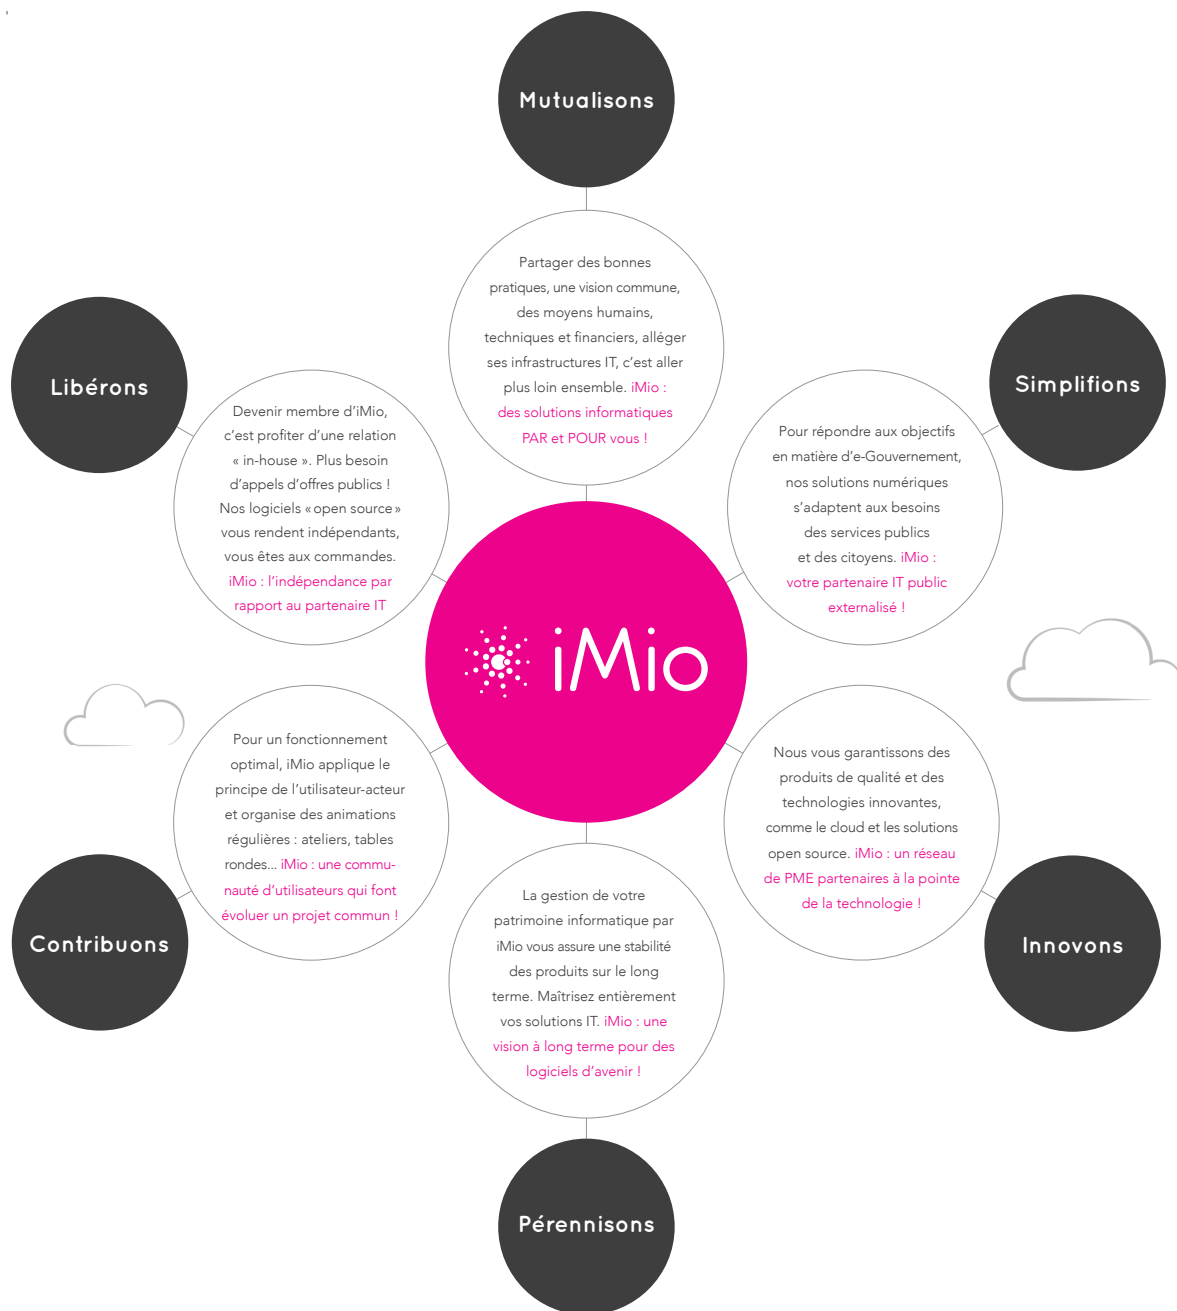 Mutualisons
Partager des bonnes
pratiques, une vision commune,
des moyens humains,
techniques et financiers, alléger
ses infrastructures IT, c’est aller
plus loin ensemble. iMio :
des solutions informatiques
PAR et POUR vous !
Simplifions
Pour répondre aux objectifs
en matière d’e-Gouvernement,
nos solutions numériques
s’adaptent aux besoins
des services publics
et des citoyens. iMio :
votre partenaire IT public
externalisé !
Libérons
Devenir membre d’iMio,
c’est profiter d’une relation
« in-house ». Plus besoin
d’appels d’offres publics !
Nos logiciels « open source »
vous rendent indépendants,
vous êtes aux commandes.
iMio : l’indépendance par
rapport au partenaire IT
iMio
Pour un fonctionnement
optimal, iMio applique le
principe de l’utilisateur-acteur
et organise des animations
régulières : ateliers, tables
rondes... iMio : une commu-
nauté d’utilisateurs qui font
évoluer un projet commun !
Contribuons
Nous vous garantissons des
produits de qualité et des
technologies innovantes,
comme le cloud et les solutions
open source. iMio : un réseau
de PME partenaires à la pointe
de la technologie !
Innovons
La gestion de votre
patrimoine informatique par
iMio vous assure une stabilité
des produits sur le long
terme. Maîtrisez entièrement
vos solutions IT. iMio : une
vision à long terme pour des
logiciels d’avenir !
Pérennisons